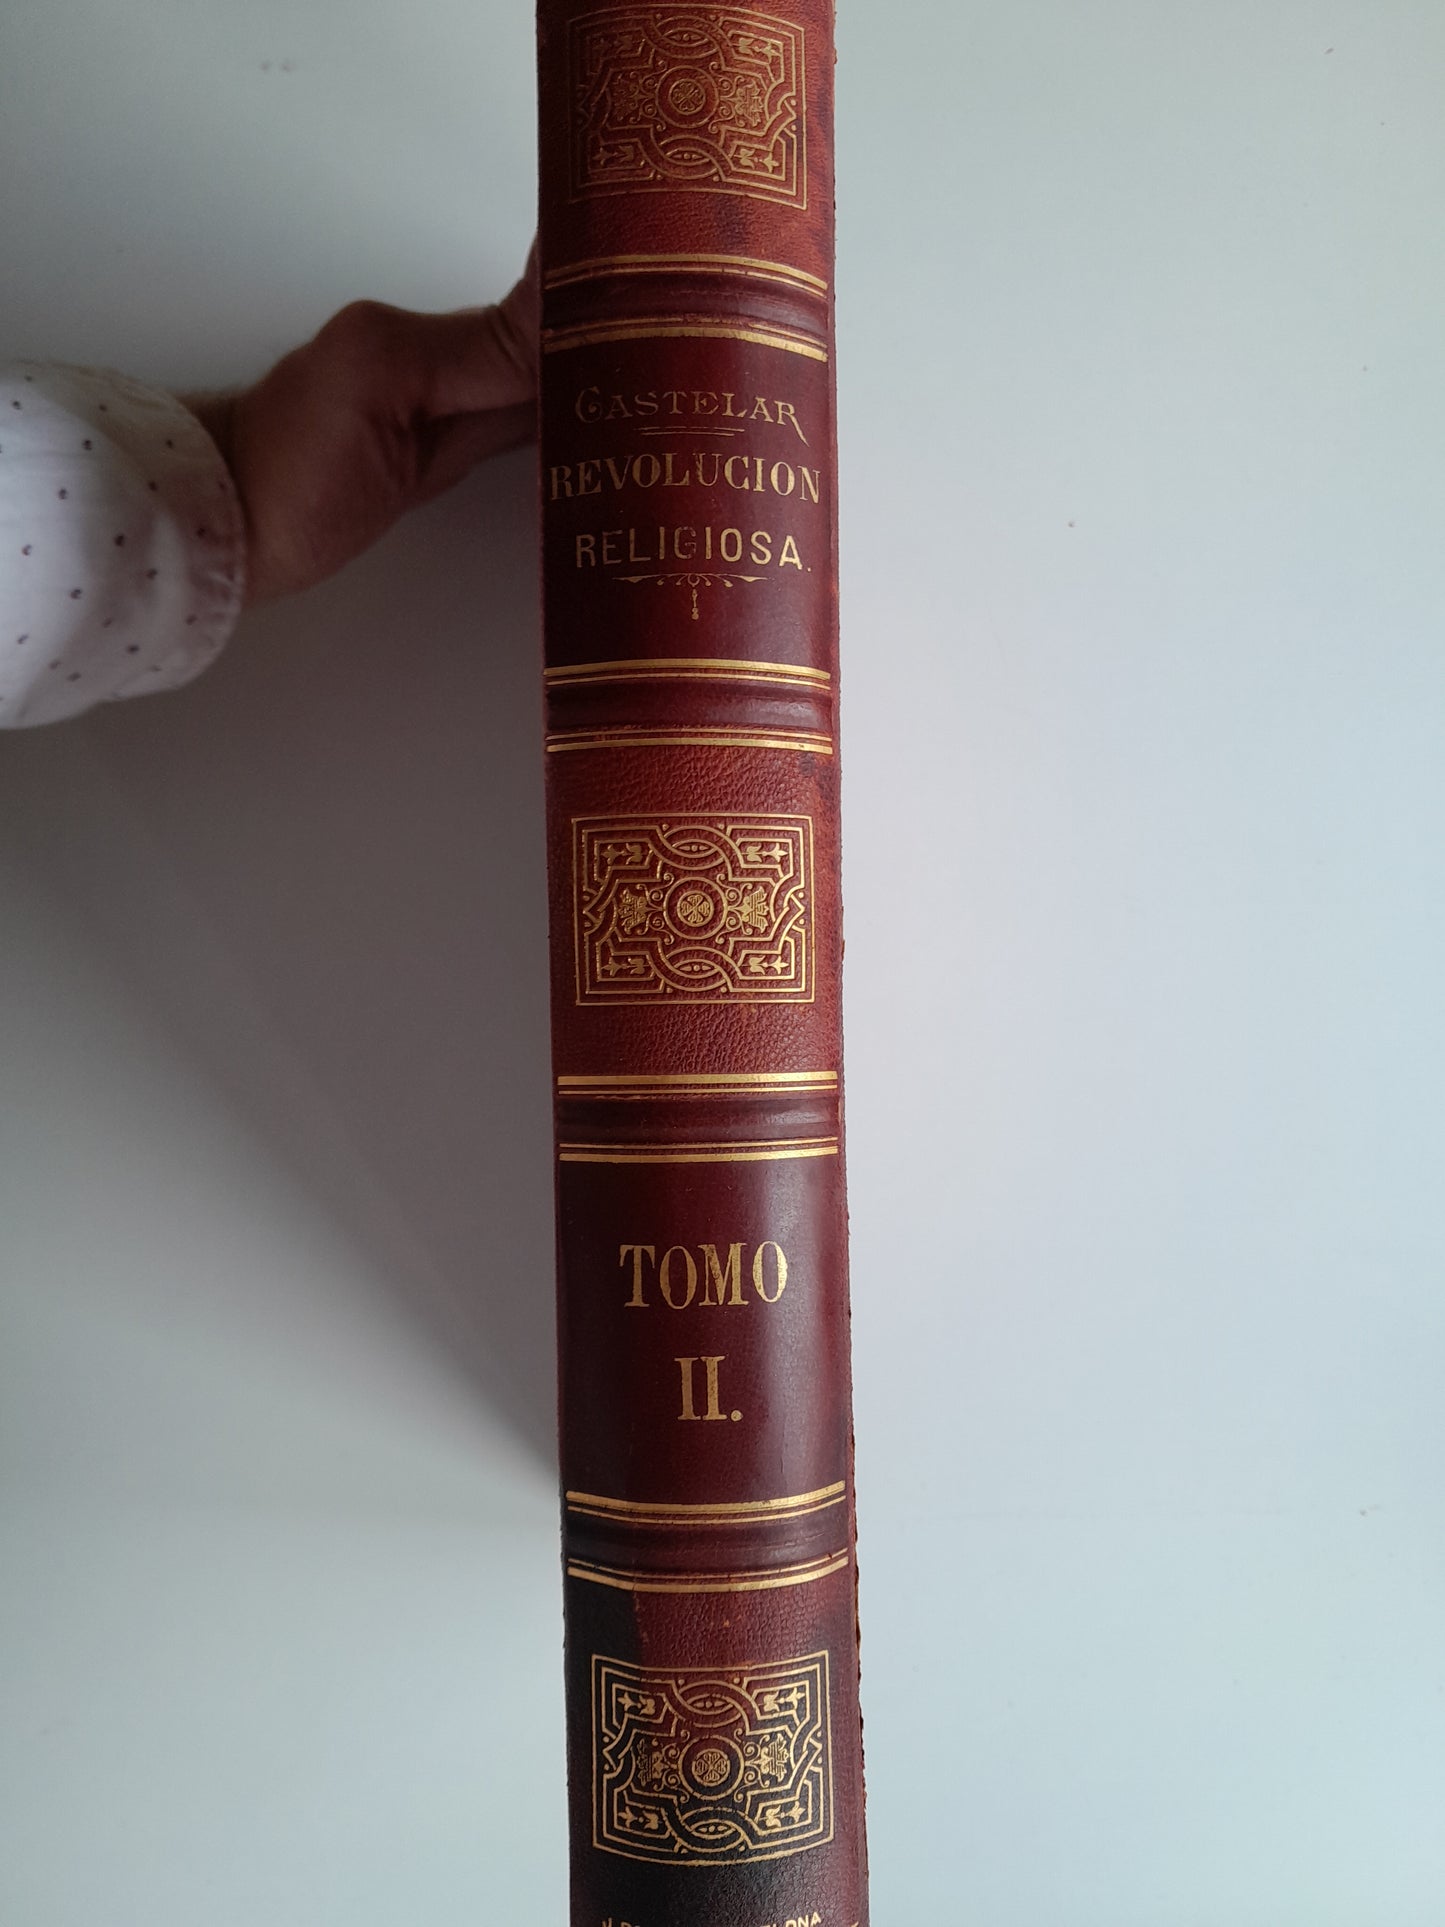 CASTELAR
REVOLUCION
RELIGIOSA.
TOMO
II.